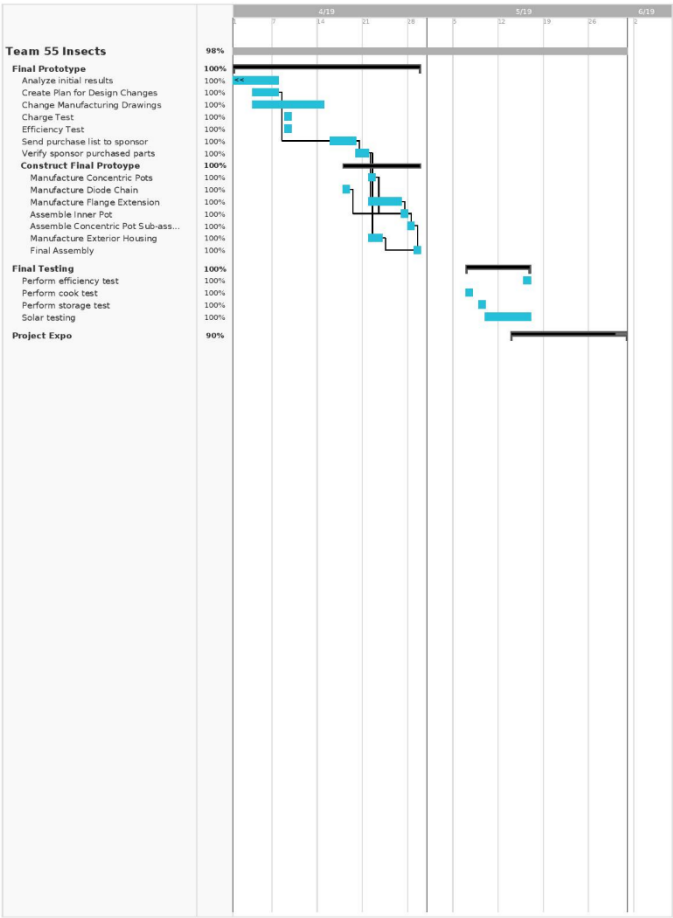 4/19 5/19 6/19
1 7 14 21 28 5 12 19 26 2
Team 55 Insects 98%
Final Prototype 100%
Analyze initial results 100% <<
Create Plan for Design Changes 100%
Change Manufacturing Drawings 100%
Charge Test 100%
Efficiency Test 100%
Send purchase list to sponsor 100%
Verify sponsor purchased parts 100%
Construct Final Protoype 100%
Manufacture Concentric Pots 100%
Manufacture Diode Chain 100%
Manufacture Flange Extension 100%
Assemble Inner Pot 100%
Assemble Concentric Pot Sub-ass... 100%
Manufacture Exterior Housing 100%
Final Assembly 100%
Final Testing 100%
Perform efficiency test 100%
Perform cook test 100%
Perform storage test 100%
Solar testing 100%
Project Expo 90%